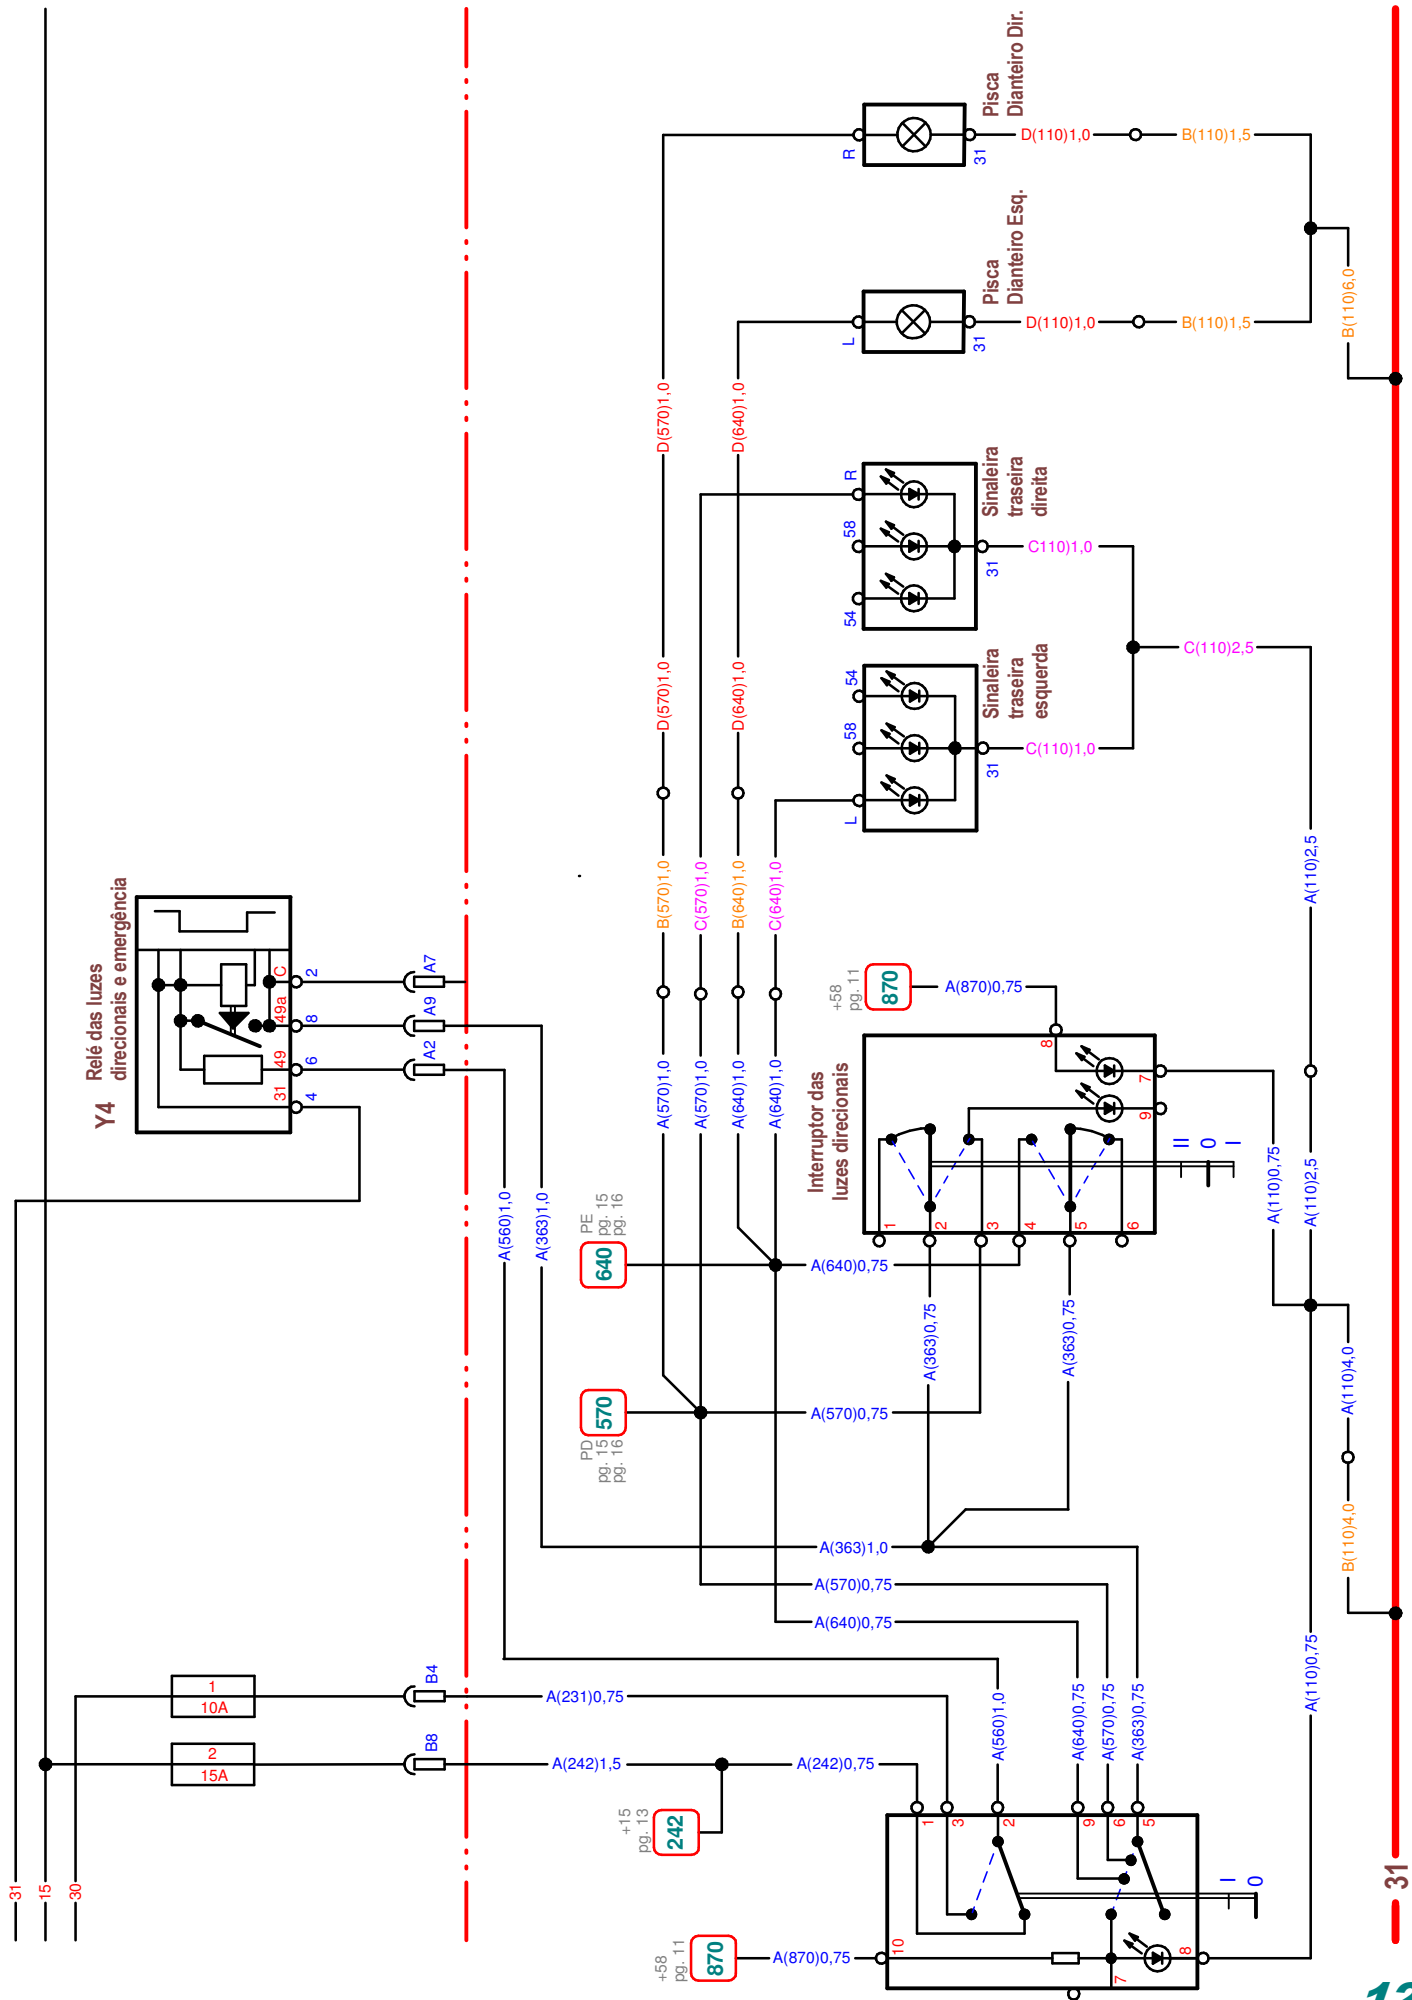 31
15
30
1
10A
2
15A
B4
B8
Y4
Relé das luzes
direcionais e emergência
31
49
49a
C
4
6
8
2
A2
A9
A7
A(231)0,75
A(242)1,5
A(242)0,75
+15
pg. 13
242
A(560)1,0
A(363)1,0
PE
pg. 15
pg. 16
640
PD
pg. 15
pg. 16
570
A(570)1,0
A(570)1,0
A(640)1,0
A(640)1,0
B(570)1,0
C(570)1,0
B(640)1,0
C(640)1,0
D(570)1,0
D(640)1,0
D(570)1,0
D(640)1,0
A(640)0,75
A(570)0,75
A(363)1,0
A(570)0,75
A(640)0,75
A(363)0,75
A(363)0,75
+58
pg. 11
870
A(870)0,75
Interruptor das
luzes direcionais
1
2
3
4
5
6
8
7
9
II
0
I
L
58
54
31
Sinaleira
traseira
esquerda
54
58
R
31
Sinaleira
traseira
direita
L
31
Pisca
Dianteiro Esq.
R
31
Pisca
Dianteiro Dir.
C(110)1,0
C110)1,0
C(110)2,5
D(110)1,0
D(110)1,0
B(110)1,5
B(110)1,5
B(110)6,0
A(110)2,5
A(110)0,75
A(110)2,5
A(110)4,0
B(110)4,0
A(110)0,75
A(560)1,0
A(640)0,75
A(570)0,75
A(363)0,75
+58
pg. 11
870
A(870)0,75
10
1
3
2
9
6
5
7
8
I
0
31